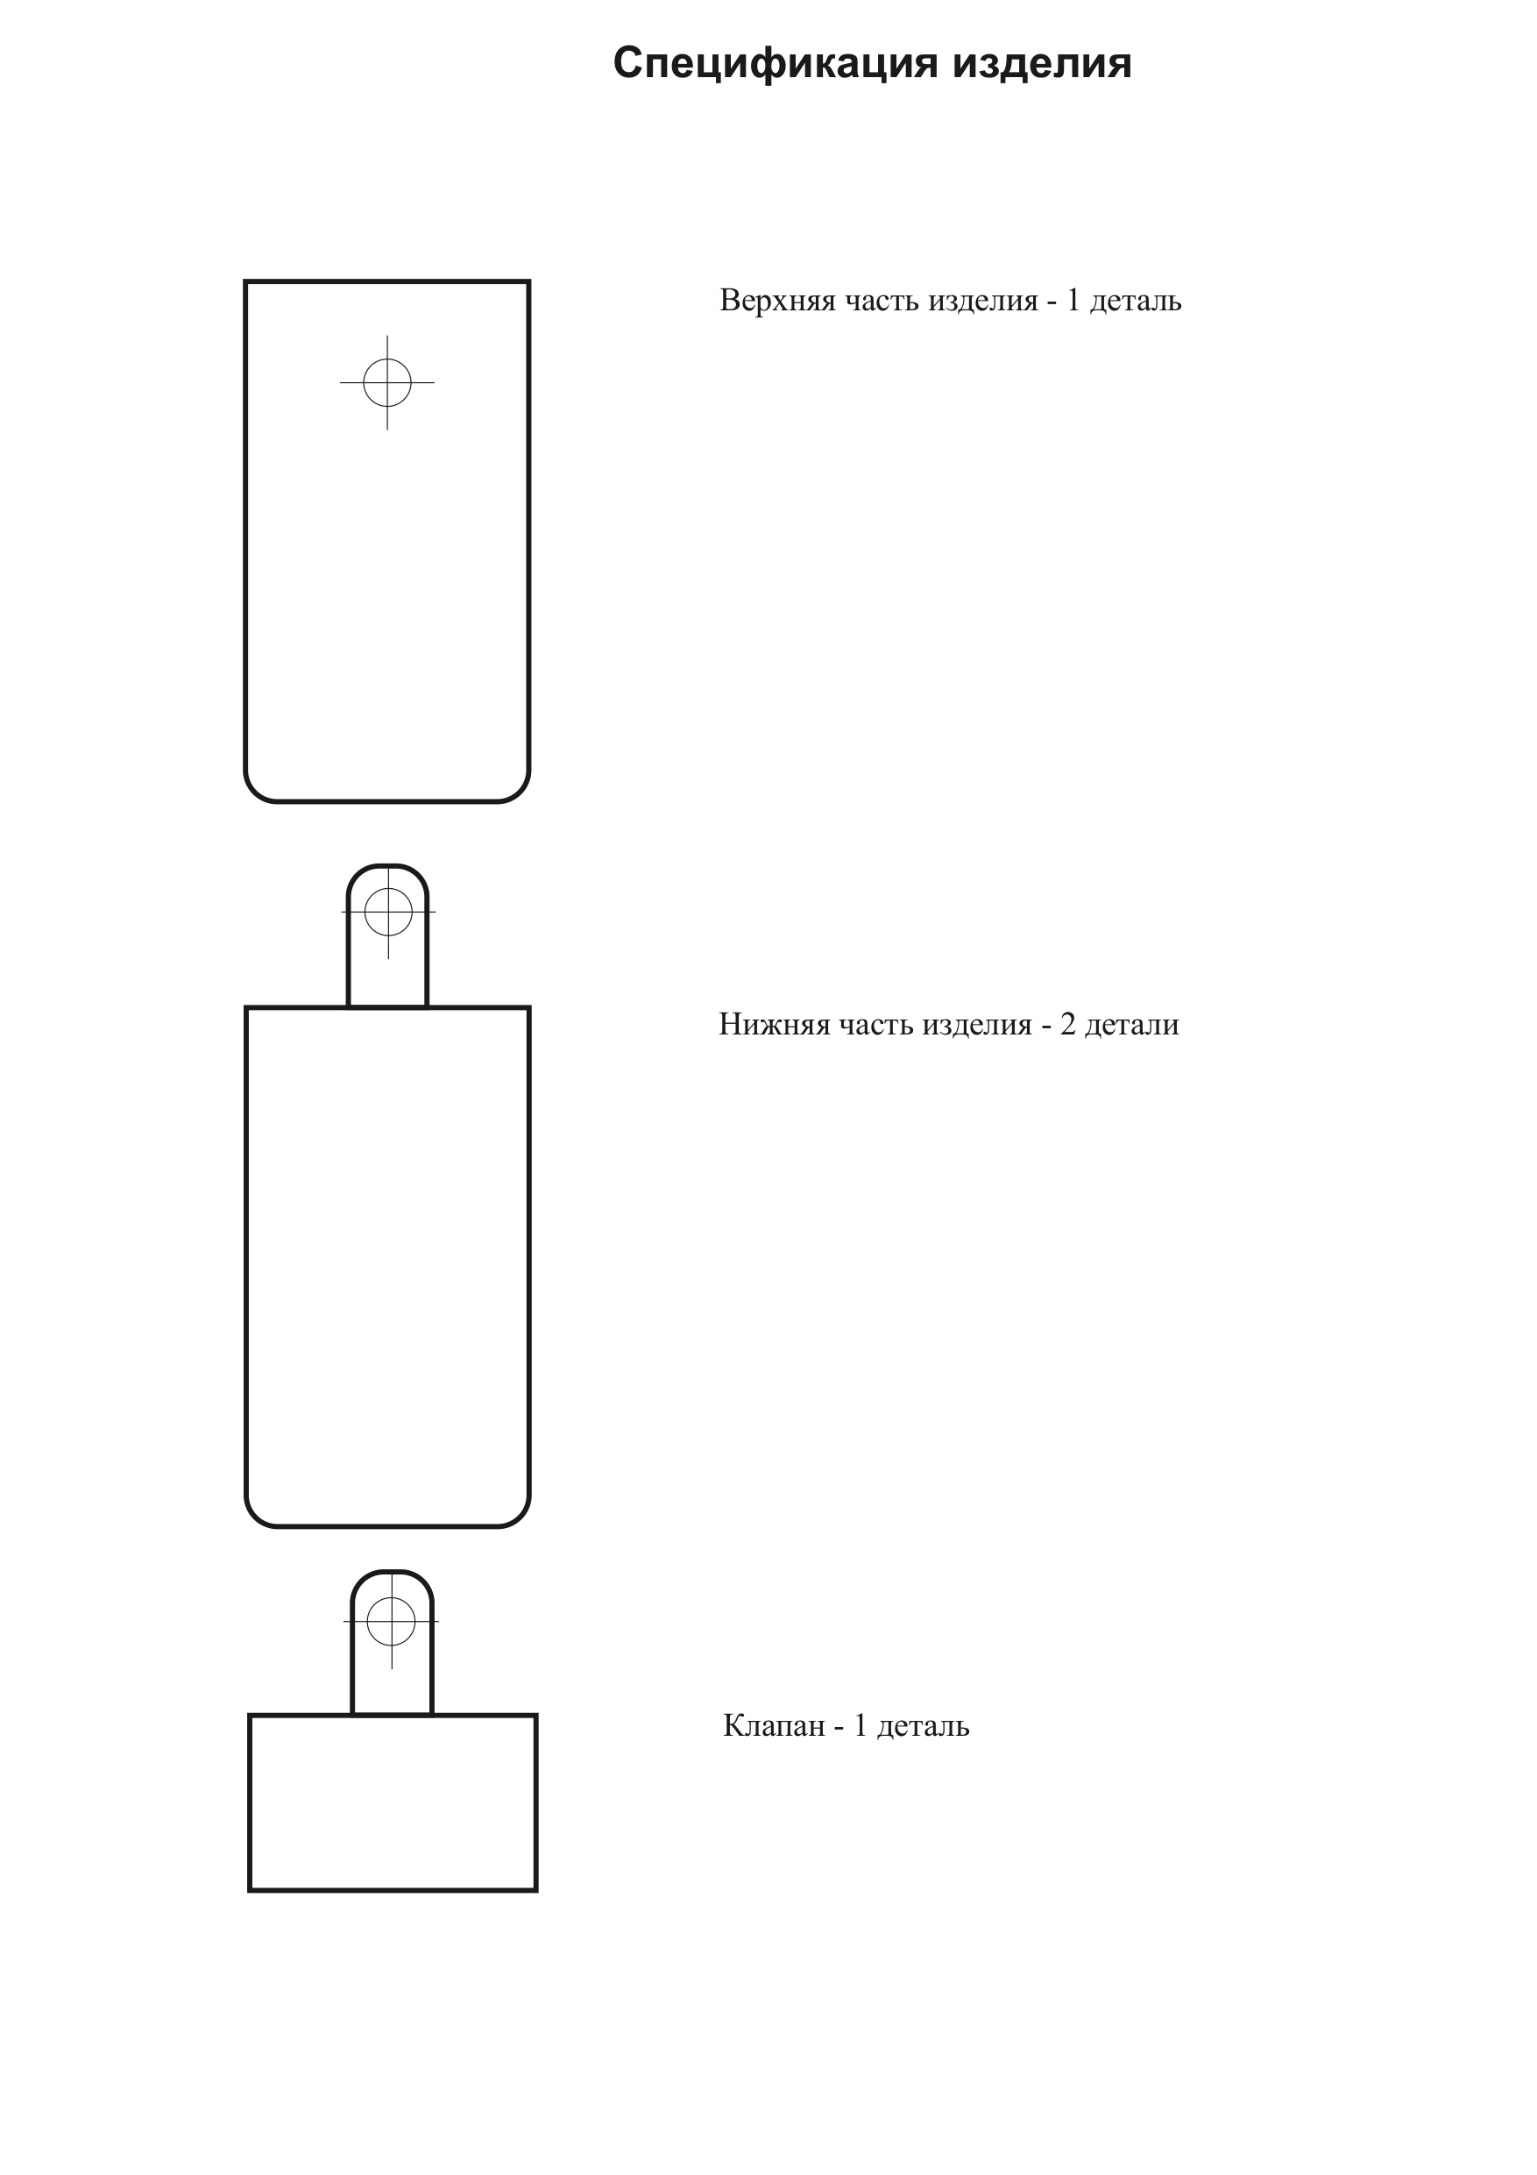 Спецификация изделия
Верхняя часть изделия - 1 деталь
Нижняя часть изделия - 2 детали
Клапан - 1 деталь